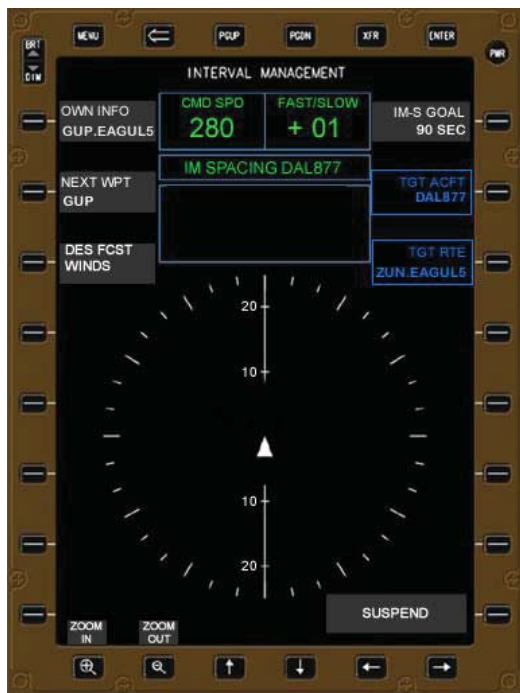 MENU
PGUP
PGDN
XFR
ENTER
BRT
DIM
PWR
INTERVAL MANAGEMENT
OWN INFO
GUP.EAGUL5
CMD SPD
280
FAST/SLOW
+ 01
IM-S GOAL
90 SEC
IM SPACING DAL877
NEXT WPT
GUP
TGT ACFT
DAL877
DES FCST
WINDS
TGT RTE
ZUN.EAGUL5
20
10
10
20
SUSPEND
ZOOM
IN
ZOOM
OUT